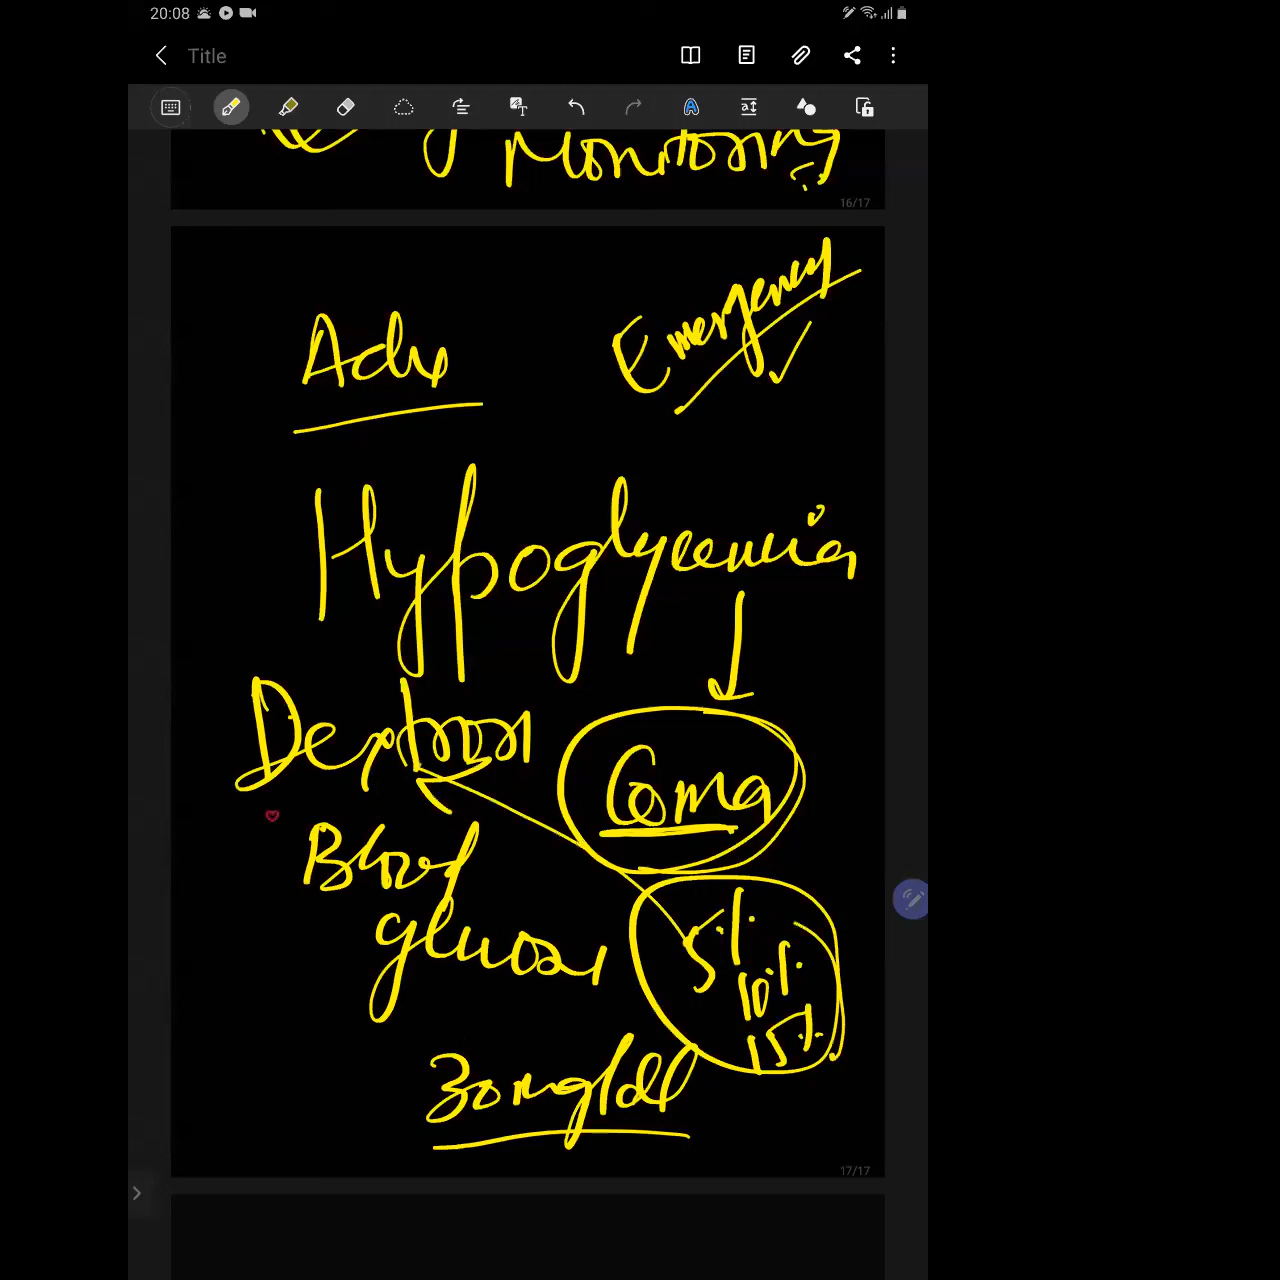 20:08
Title
Monitoring
16/17
Emergency
Adv
Hypoglycemia
Dextrose
Coma
Blood
glucose
5%
10%
15%
30mg/dl
17/17